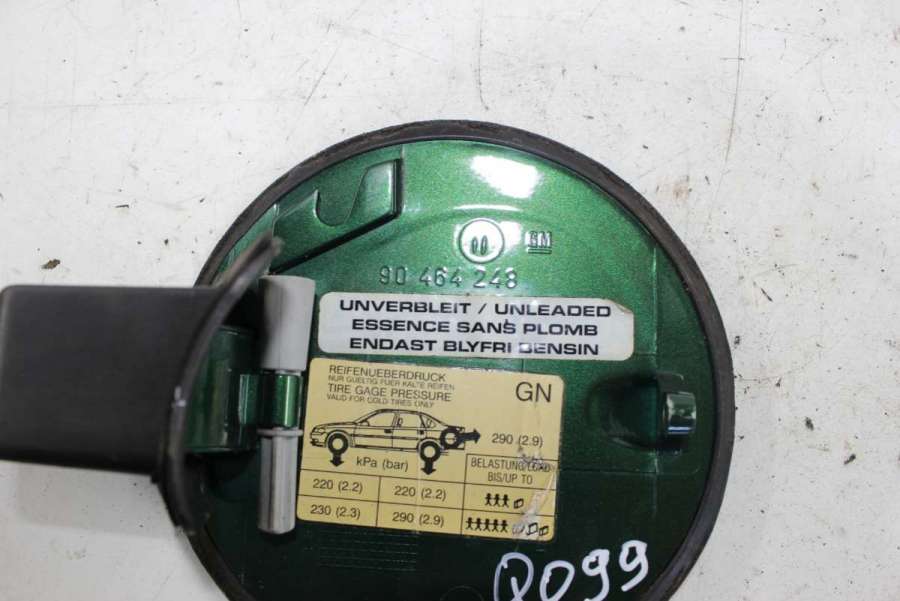 GM
90 464 248
UNVERBLEIT / UNLEADED
ESSENCE SANS PLOMB
ENDAST BLYFRI BENSIN
REIFENUEBERDRUCK
NUR GUELTIG FUER KALTE REIFEN
TIRE GAGE PRESSURE
VALID FOR COLD TIRES ONLY
GN
290 (2.9)
kPa (bar)
BELASTUNG/LOAD
BIS/UP TO
220 (2.2) 220 (2.2)
230 (2.3) 290 (2.9)
Q099